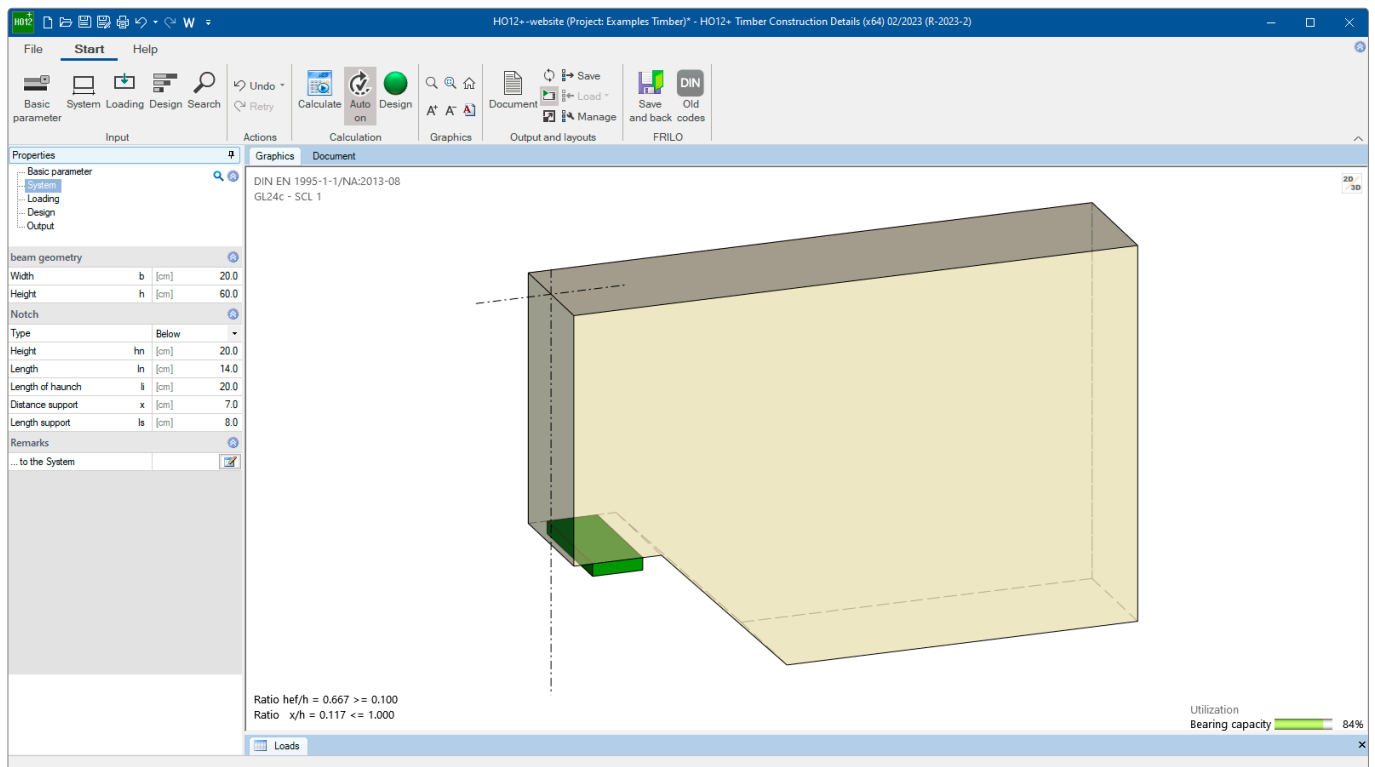 HO12+ W HO12+-website (Project: Examples Timber)* - HO12+ Timber Construction Details (x64) 02/2023 (R-2023-2)
File Start Help
Basic parameter System Loading Design Search
Input
Undo
Retry
Actions
Calculate Auto on Design
Calculation
A+ A- A
Graphics
Document Save
Load
Manage
Output and layouts
Save and back DIN Old codes
FRILO
Properties
Basic parameter
System
Loading
Design
Output
beam geometry
Width b [cm] 20.0
Height h [cm] 60.0
Notch
Type Below
Height hn [cm] 20.0
Length ln [cm] 14.0
Length of haunch li [cm] 20.0
Distance support x [cm] 7.0
Length support ls [cm] 8.0
Remarks
... to the System
Graphics Document
DIN EN 1995-1-1/NA:2013-08
GL24c - SCL 1
2D/3D
Ratio hef/h = 0.667 >= 0.100
Ratio x/h = 0.117 <= 1.000
Utilization
Bearing capacity 84%
Loads